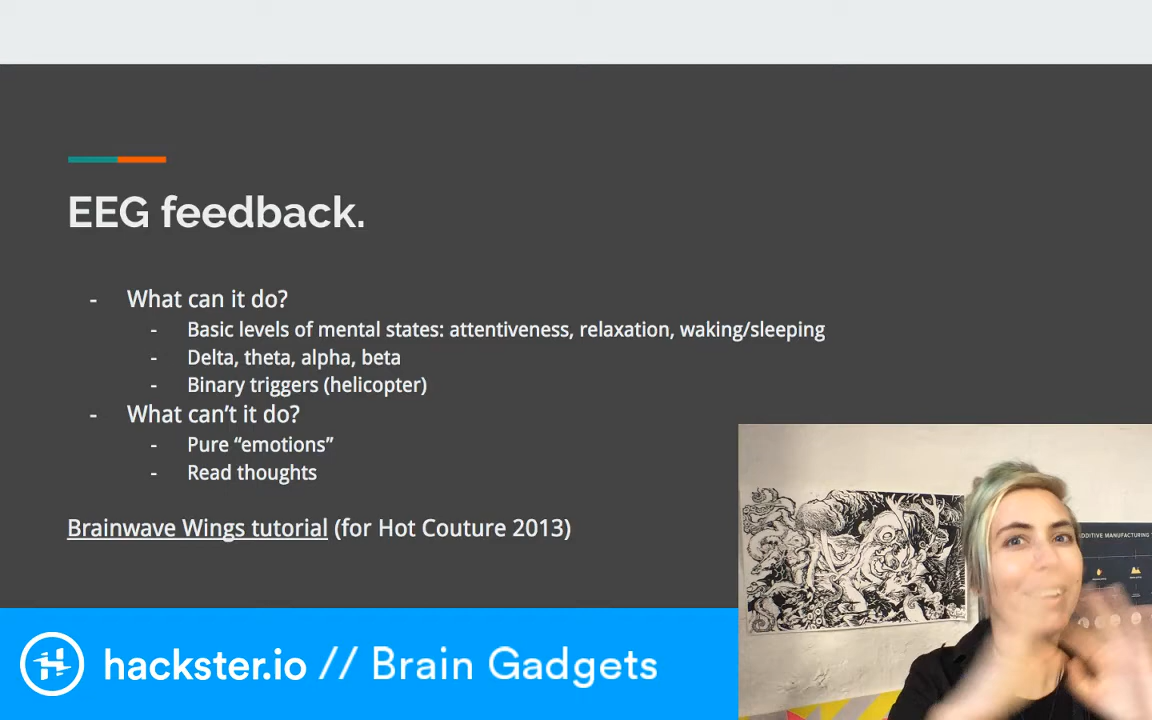 EEG feedback.
- What can it do?
- Basic levels of mental states: attentiveness, relaxation, waking/sleeping
- Delta, theta, alpha, beta
- Binary triggers (helicopter)
- What can’t it do?
- Pure “emotions”
- Read thoughts
Brainwave Wings tutorial (for Hot Couture 2013)
ADDITIVE MANUFACTURING
hackster.io // Brain Gadgets